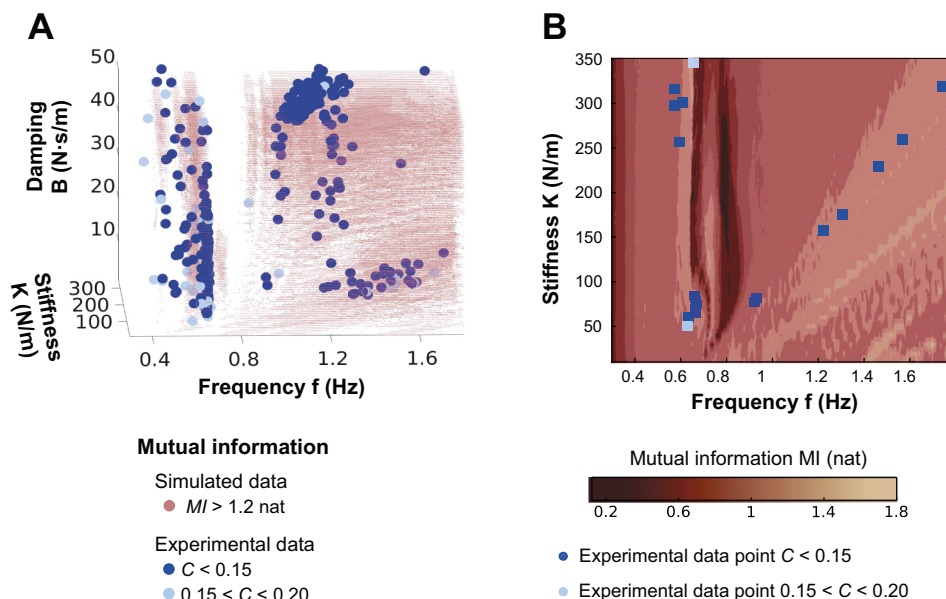 A
50
40
30
20
10
Damping
B (N·s/m)
300
200
100
Stiffness
K (N/m)
0.4 0.8 1.2 1.6
Frequency f (Hz)
Mutual information
Simulated data
MI > 1.2 nat
Experimental data
C < 0.15
0.15 < C < 0.20
B
350
300
250
200
150
100
50
Stiffness K (N/m)
0.4 0.6 0.8 1 1.2 1.4 1.6
Frequency f (Hz)
Mutual information MI (nat)
0.2 0.6 1 1.4 1.8
Experimental data point C < 0.15
Experimental data point 0.15 < C < 0.20